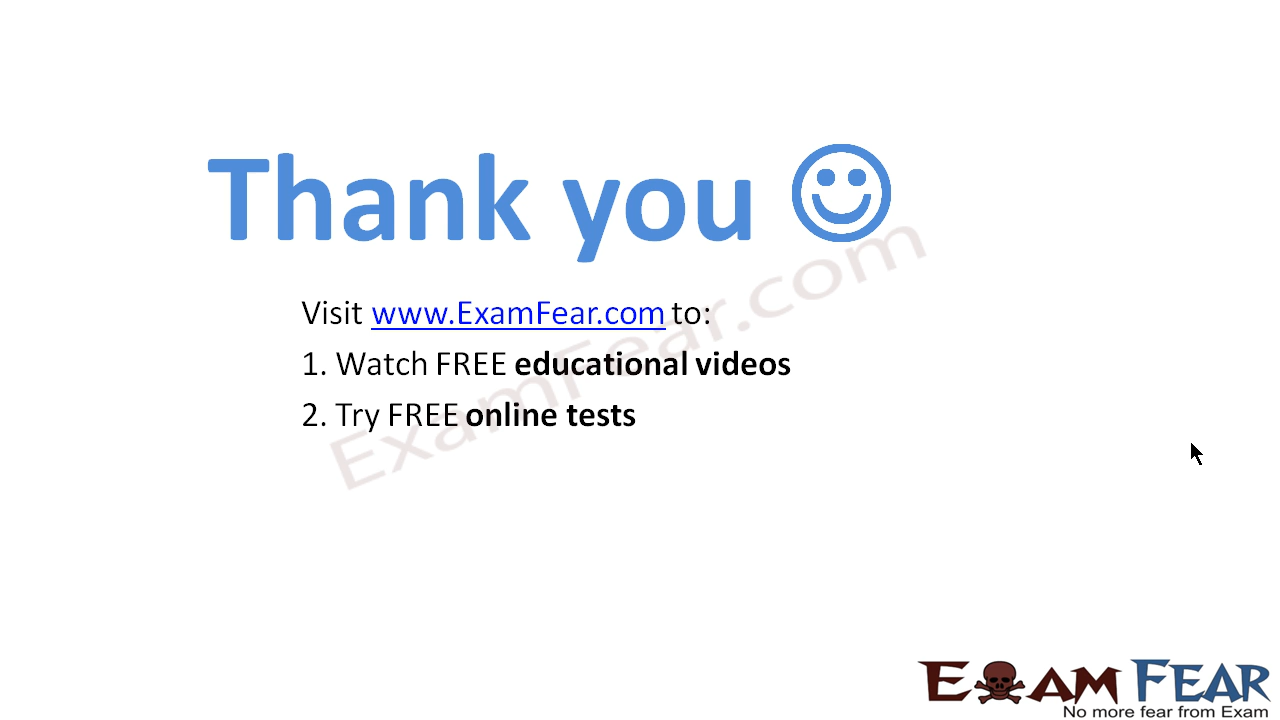 Thank you
Visit www.ExamFear.com to:
1. Watch FREE educational videos
2. Try FREE online tests
ExamFear.com
EXAM FEAR
No more fear from Exam